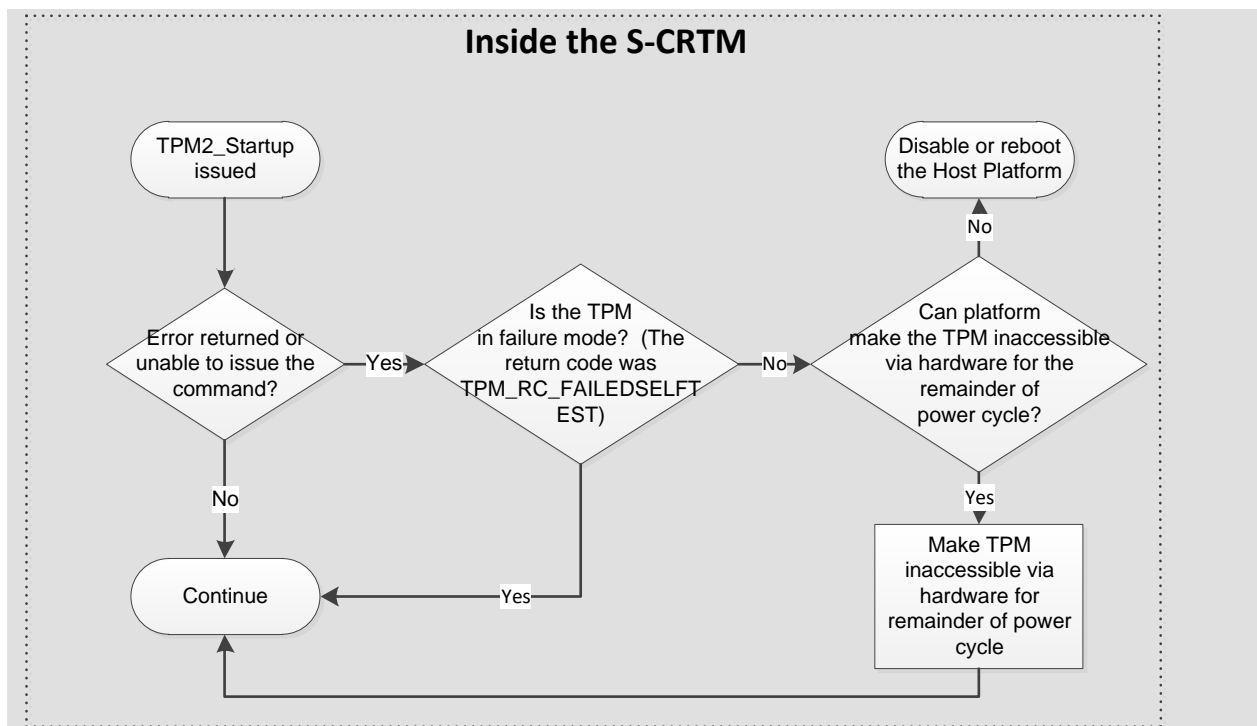 Inside the S-CRTM
TPM2_Startup
issued
Disable or reboot
the Host Platform
No
Error returned or
unable to issue the
command?
Yes
Is the TPM
in failure mode?  (The
return code was
TPM_RC_FAILEDSELFT
EST)
No
Can platform
make the TPM inaccessible
via hardware for the
remainder of
power cycle?
No
Yes
Continue
Yes
Make TPM
inaccessible via
hardware for
remainder of power
cycle